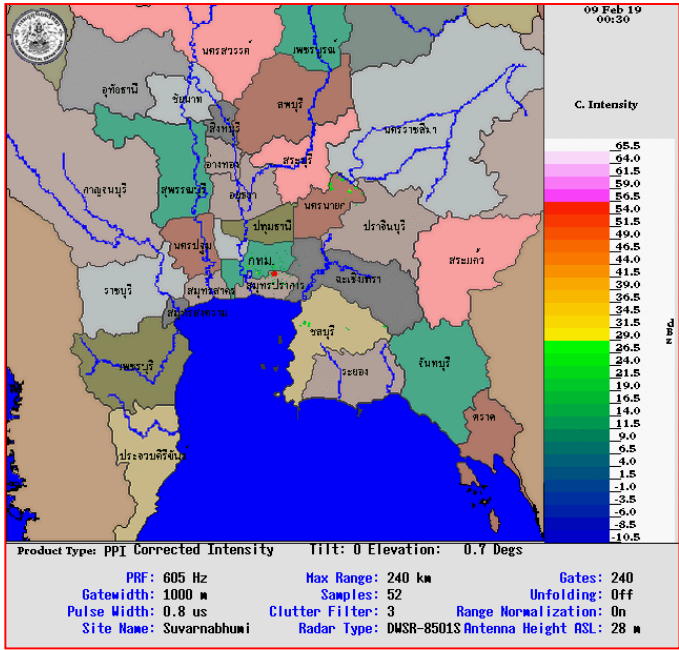 09 Feb 19
00:30
C. Intensity
65.5
64.0
61.5
59.0
56.5
54.0
51.5
49.0
46.5
44.0
41.5
39.0
36.5
34.0
31.5
29.0
26.5
24.0
21.5
19.0
16.5
14.0
11.5
9.0
6.5
4.0
1.5
-1.0
-3.5
-6.0
-8.5
-10.5
นครสวรรค์
เพชรบูรณ์
อุทัยธานี
ชัยนาท
ลพบุรี
สิงห์บุรี
นครราชสีมา
อ่างทอง
สระบุรี
กาญจนบุรี
สุพรรณบุรี
อยุธยา
นครนายก
ปทุมธานี
ปราจีนบุรี
นครปฐม
กทม.
สระแก้ว
ราชบุรี
สมุทรสาคร
สมุทรปราการ
ฉะเชิงเทรา
สมุทรสงคราม
ชลบุรี
เพชรบุรี
ระยอง
จันทบุรี
ตราด
ประจวบคีรีขันธ์
Product Type: PPI Corrected Intensity Tilt: 0 Elevation: 0.7 Degs
PRF: 605 Hz Max Range: 240 km Gates: 240
Gatewidth: 1000 m Samples: 52 Unfolding: Off
Pulse Width: 0.8 us Clutter Filter: 3 Range Normalization: On
Site Name: Suvarnabhumi Radar Type: DWSR-8501S Antenna Height ASL: 28 m